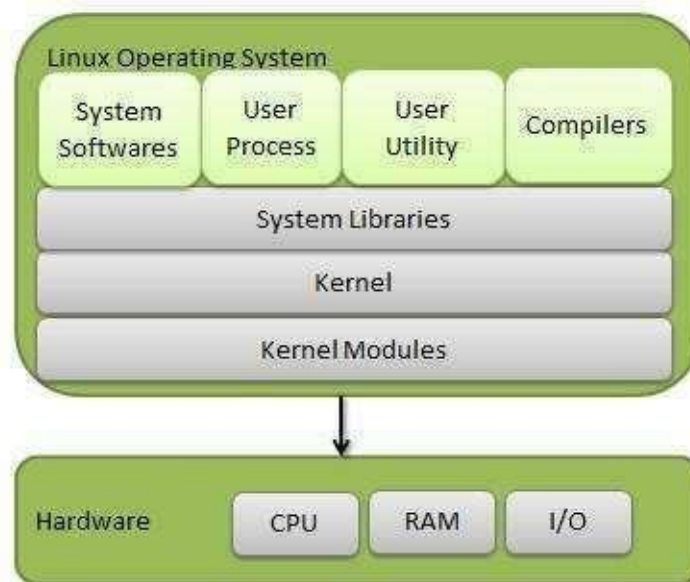 Linux Operating System
System
Softwares
User
Process
User
Utility
Compilers
System Libraries
Kernel
Kernel Modules
Hardware
CPU
RAM
I/O